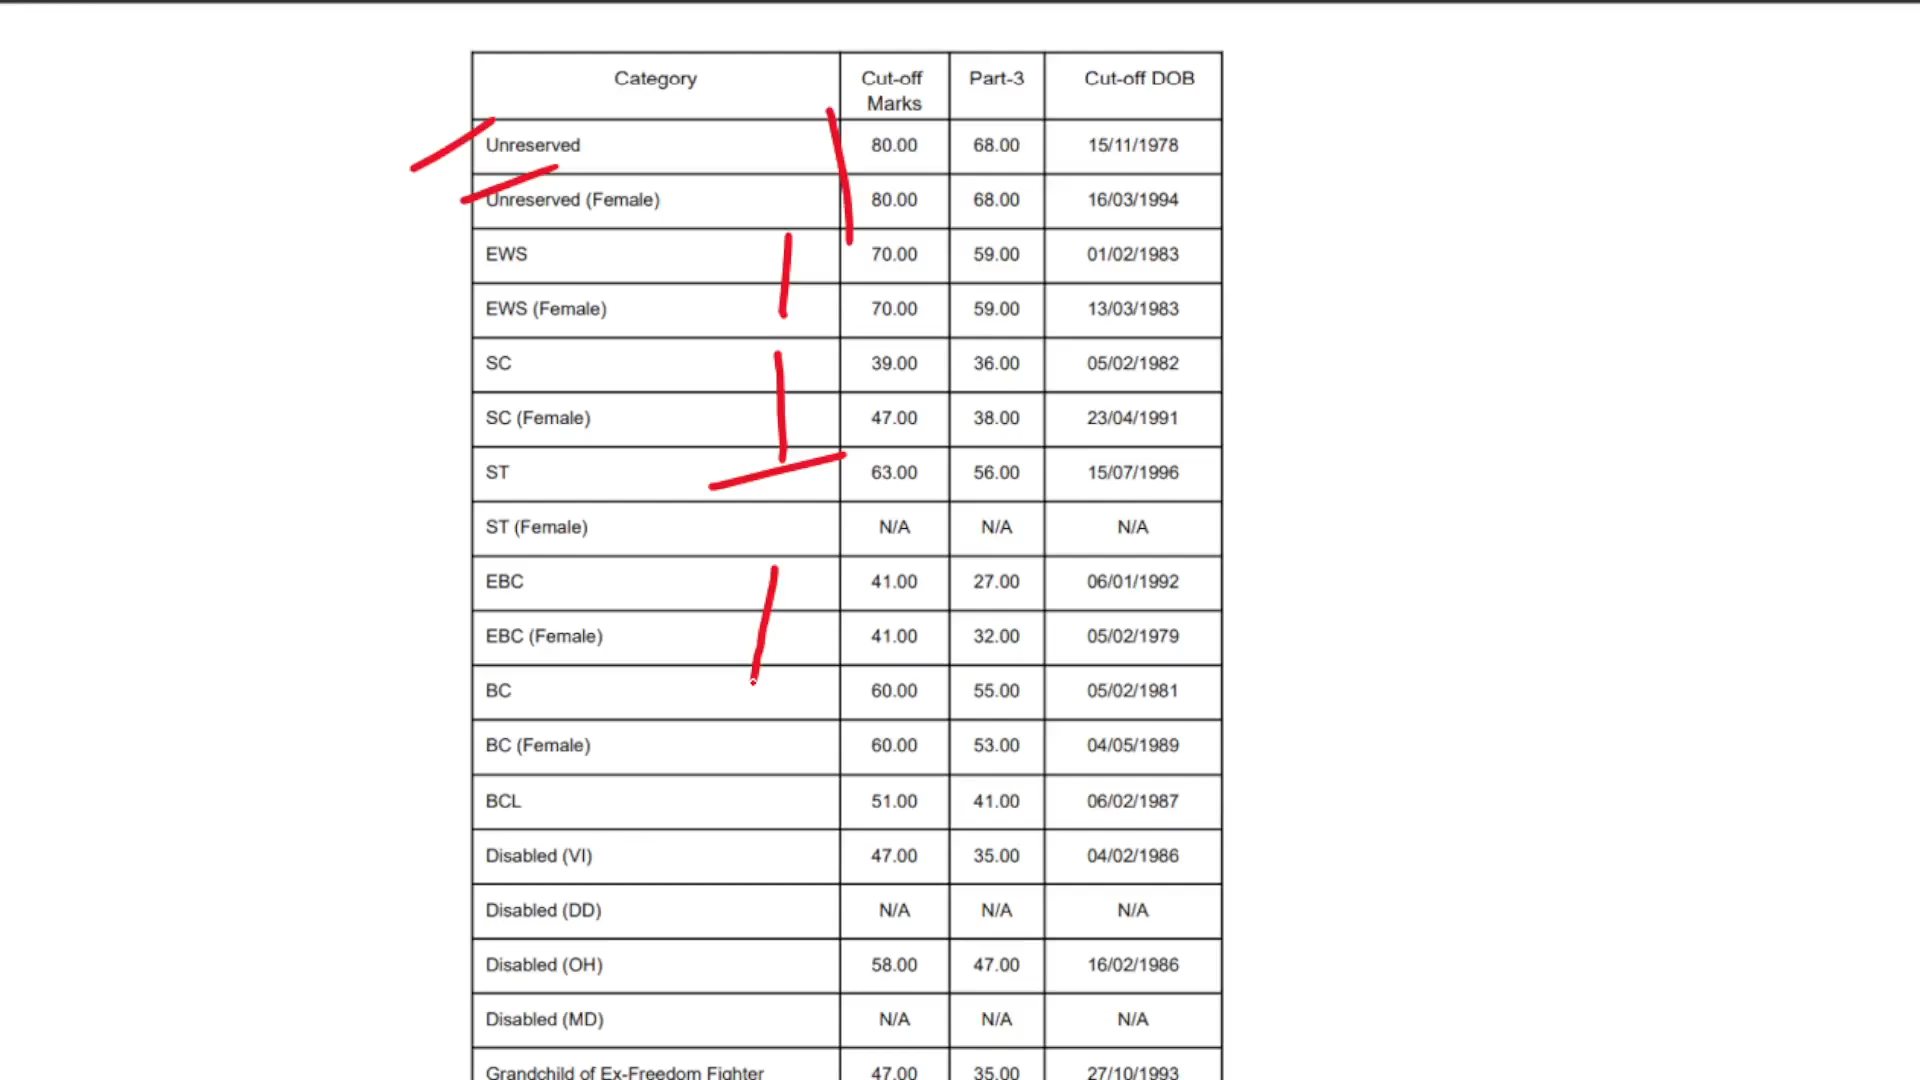 Category Cut-off Marks Part-3 Cut-off DOB
Unreserved 80.00 68.00 15/11/1978
Unreserved (Female) 80.00 68.00 16/03/1994
EWS 70.00 59.00 01/02/1983
EWS (Female) 70.00 59.00 13/03/1983
SC 39.00 36.00 05/02/1982
SC (Female) 47.00 38.00 23/04/1991
ST 63.00 56.00 15/07/1996
ST (Female) N/A N/A N/A
EBC 41.00 27.00 06/01/1992
EBC (Female) 41.00 32.00 05/02/1979
BC 60.00 55.00 05/02/1981
BC (Female) 60.00 53.00 04/05/1989
BCL 51.00 41.00 06/02/1987
Disabled (VI) 47.00 35.00 04/02/1986
Disabled (DD) N/A N/A N/A
Disabled (OH) 58.00 47.00 16/02/1986
Disabled (MD) N/A N/A N/A
Grandchild of Ex-Freedom Fighter 47.00 35.00 27/10/1993